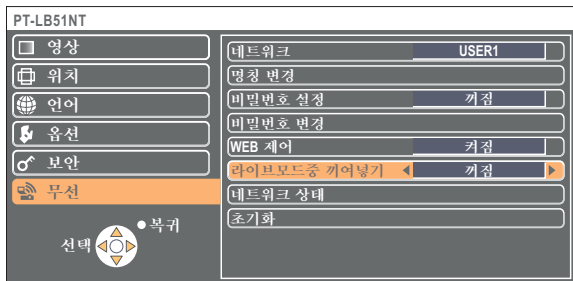 PT-LB51NT
영상
위치
언어
옵션
보안
무선
복귀
선택
네트워크 USER1
명칭 변경
비밀번호 설정 꺼짐
비밀번호 변경
WEB 제어 켜짐
라이브모드중 끼여넣기 꺼짐
네트워크 상태
초기화